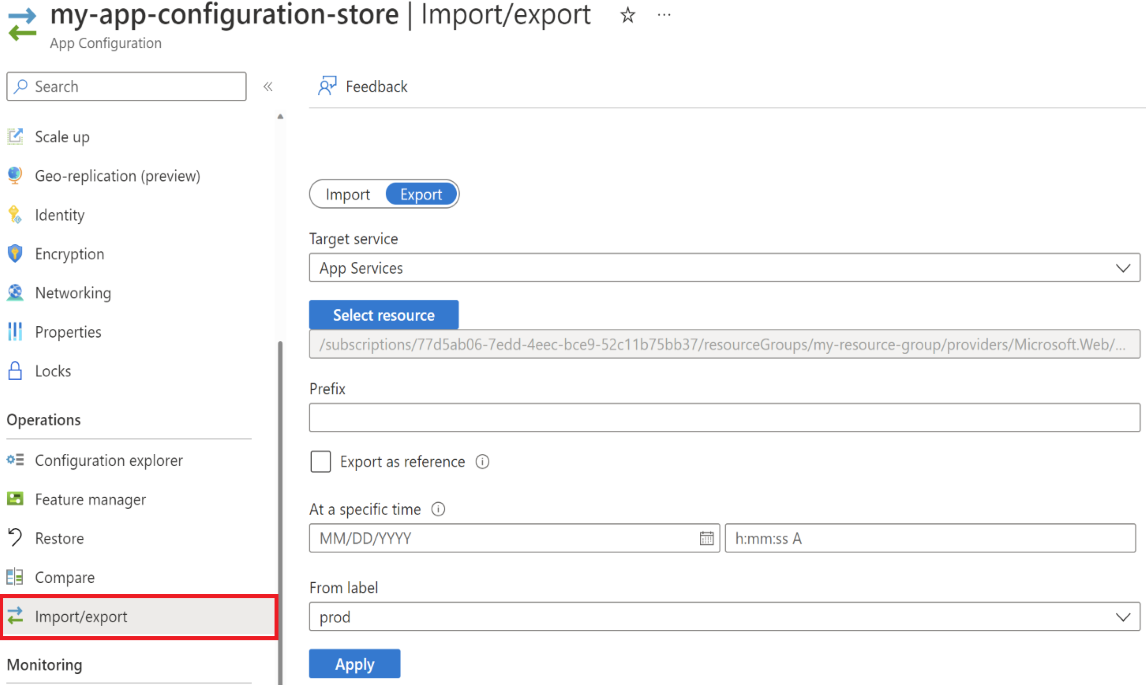 my-app-configuration-store | Import/export
App Configuration
Search
Scale up
Geo-replication (preview)
Identity
Encryption
Networking
Properties
Locks
Operations
Configuration explorer
Feature manager
Restore
Compare
Import/export
Monitoring
Feedback
Import Export
Target service
App Services
Select resource
/subscriptions/77d5ab06-7edd-4eec-bce9-52c11b75bb37/resourceGroups/my-resource-group/providers/Microsoft.Web/...
Prefix
Export as reference
At a specific time
MM/DD/YYYY h:mm:ss A
From label
prod
Apply